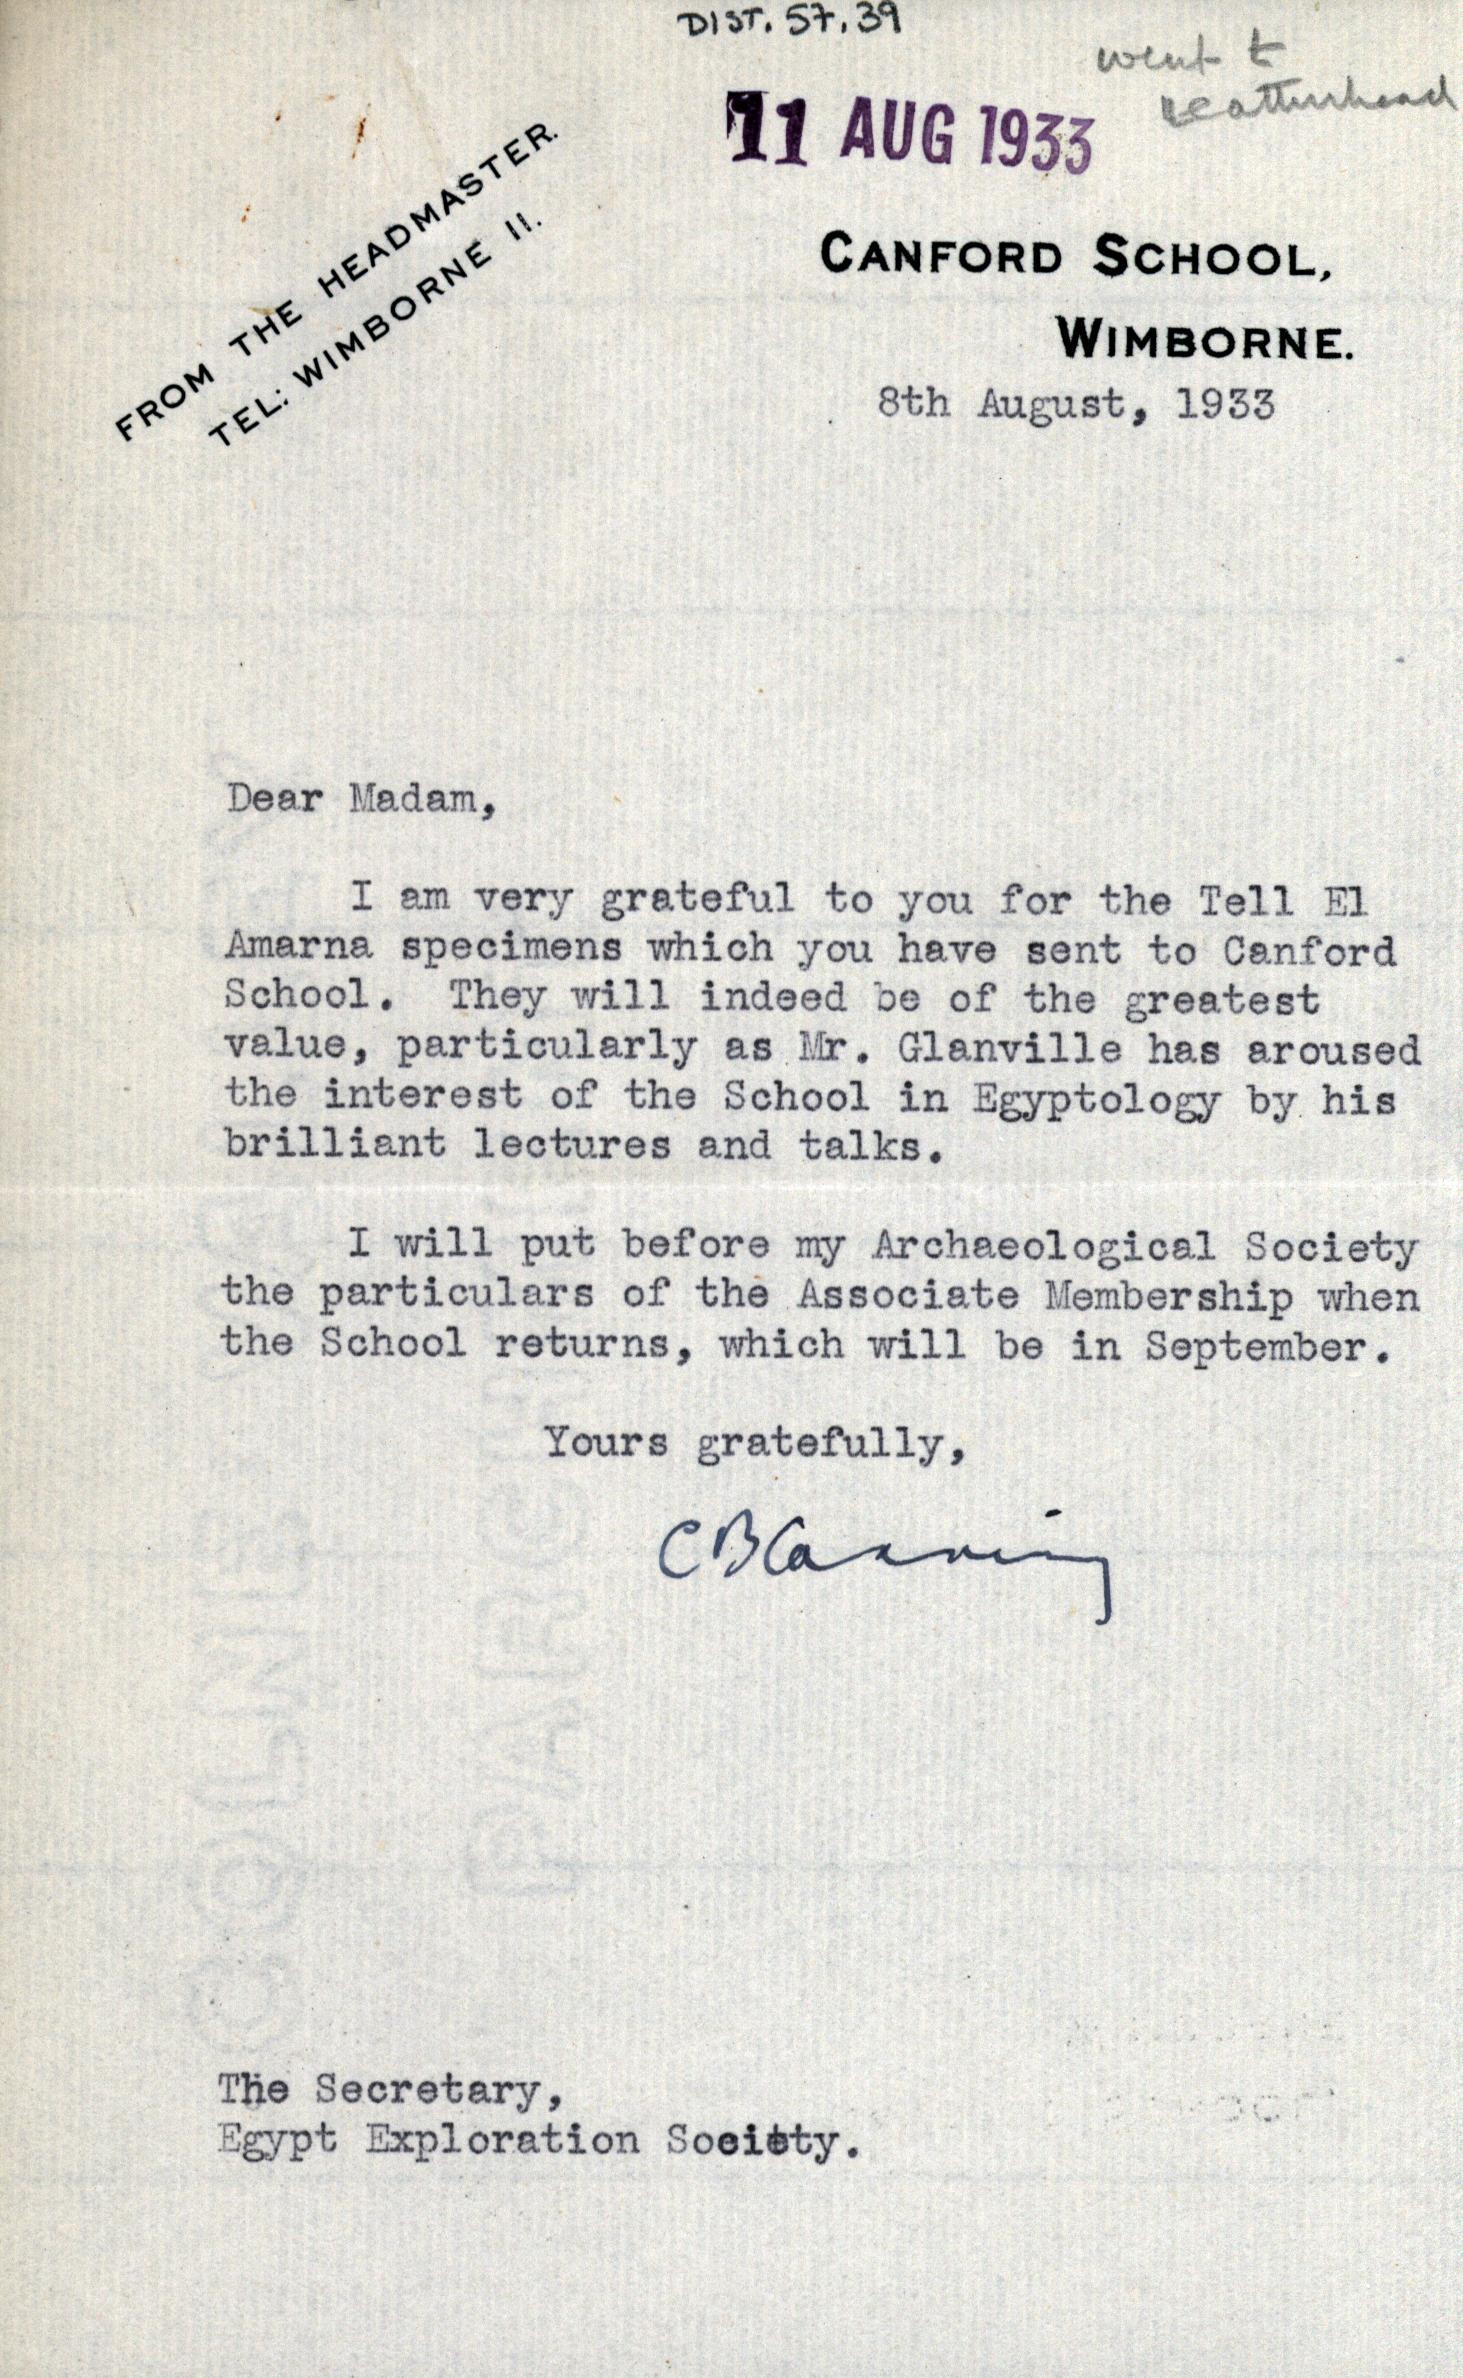 DIST. 57.39
went to
Leatherhead
11 AUG 1933
FROM THE HEADMASTER.
TEL: WIMBORNE 11.
CANFORD SCHOOL,
WIMBORNE.
8th August, 1933
Dear Madam,
I am very grateful to you for the Tell El
Amarna specimens which you have sent to Canford
School. They will indeed be of the greatest
value, particularly as Mr. Glanville has aroused
the interest of the School in Egyptology by his
brilliant lectures and talks.
I will put before my Archaeological Society
the particulars of the Associate Membership when
the School returns, which will be in September.
Yours gratefully,
C B Canning
The Secretary,
Egypt Exploration Society.